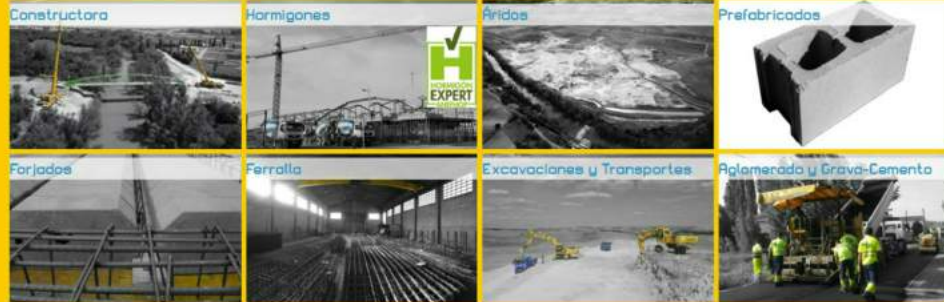 Constructora
Hormigones
Áridos
Prefabricados
HORMIGÓN
EXPERT
Forjados
Ferralla
Excavaciones y Transportes
Aglomerado y Grava-Cemento